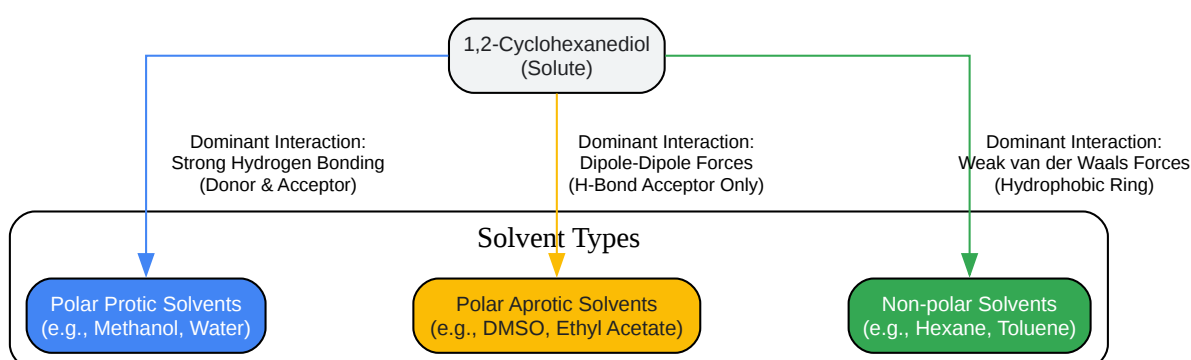 1,2-Cyclohexanediol
(Solute)
Dominant Interaction:
Strong Hydrogen Bonding
(Donor & Acceptor)
Dominant Interaction:
Dipole-Dipole Forces
(H-Bond Acceptor Only)
Dominant Interaction:
Weak van der Waals Forces
(Hydrophobic Ring)
Solvent Types
Polar Protic Solvents
(e.g., Methanol, Water)
Polar Aprotic Solvents
(e.g., DMSO, Ethyl Acetate)
Non-polar Solvents
(e.g., Hexane, Toluene)